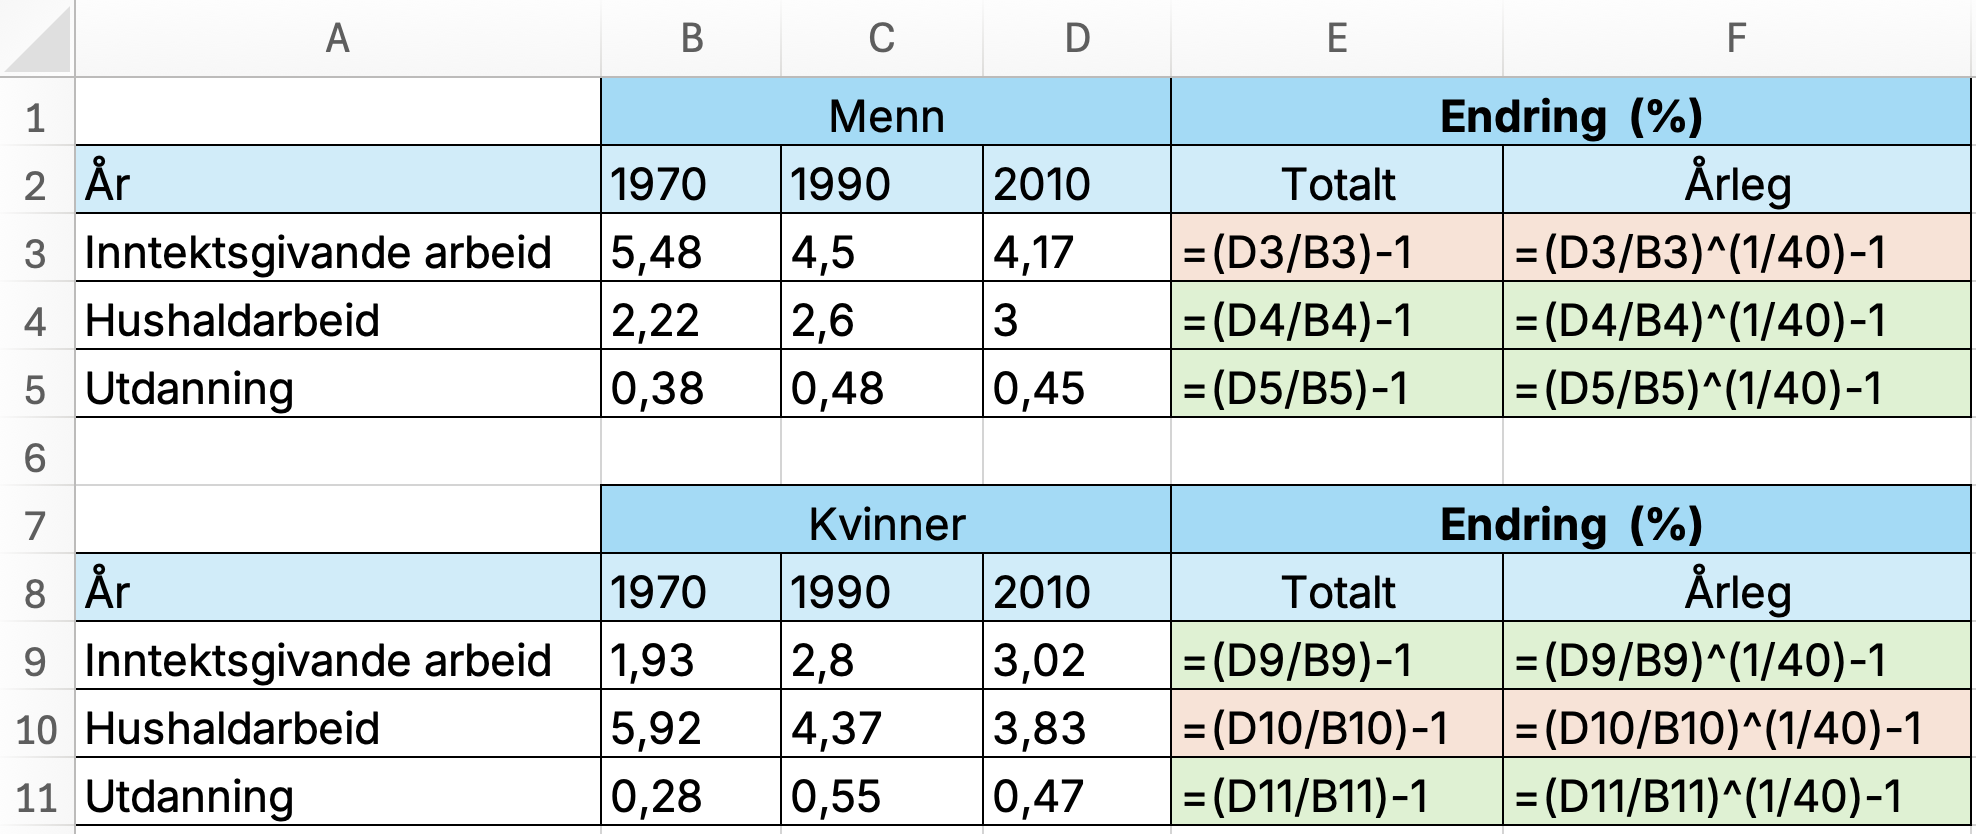 A B C D E F
1 Menn Endring (%)
2 År 1970 1990 2010 Totalt Årleg
3 Inntektsgivande arbeid 5,48 4,5 4,17 =(D3/B3)-1 =(D3/B3)^(1/40)-1
4 Hushaldarbeid 2,22 2,6 3 =(D4/B4)-1 =(D4/B4)^(1/40)-1
5 Utdanning 0,38 0,48 0,45 =(D5/B5)-1 =(D5/B5)^(1/40)-1
6
7 Kvinner Endring (%)
8 År 1970 1990 2010 Totalt Årleg
9 Inntektsgivande arbeid 1,93 2,8 3,02 =(D9/B9)-1 =(D9/B9)^(1/40)-1
10 Hushaldarbeid 5,92 4,37 3,83 =(D10/B10)-1 =(D10/B10)^(1/40)-1
11 Utdanning 0,28 0,55 0,47 =(D11/B11)-1 =(D11/B11)^(1/40)-1